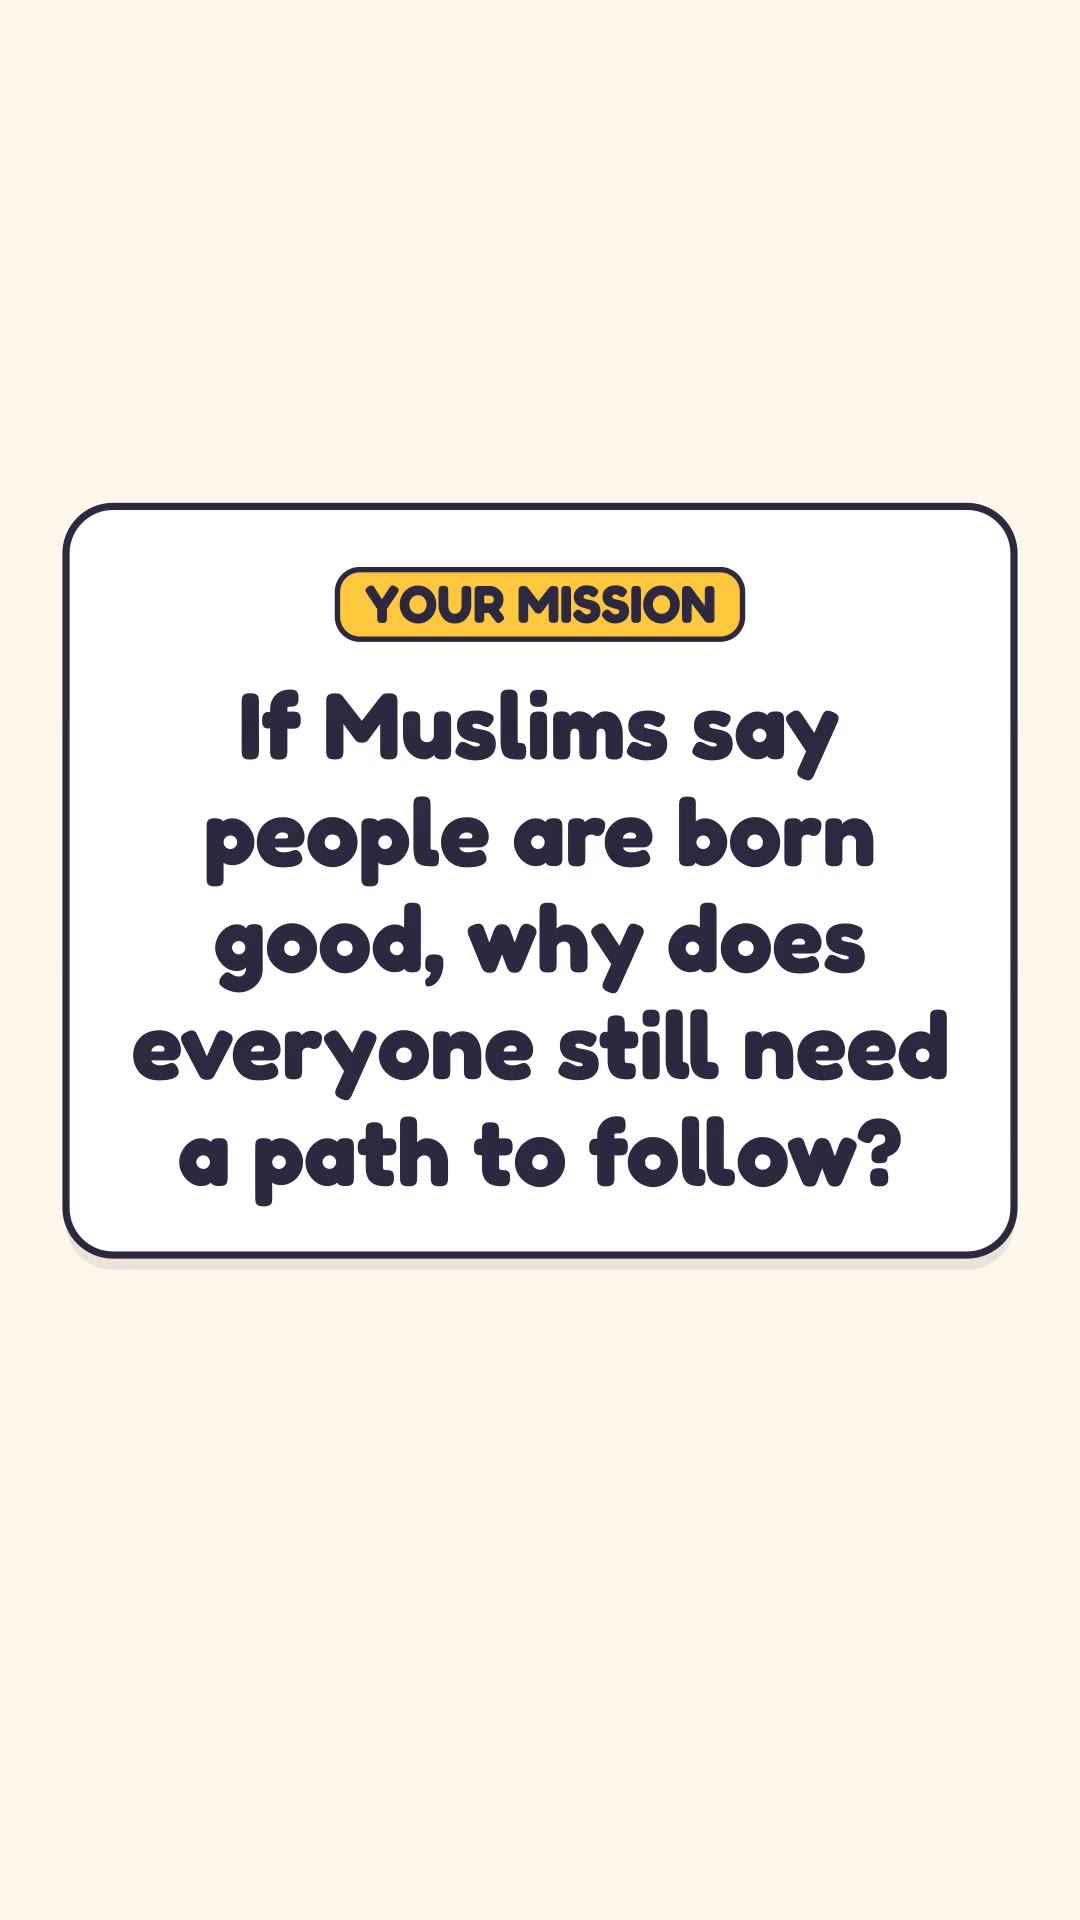 YOUR MISSION
If Muslims say
people are born
good, why does
everyone still need
a path to follow?